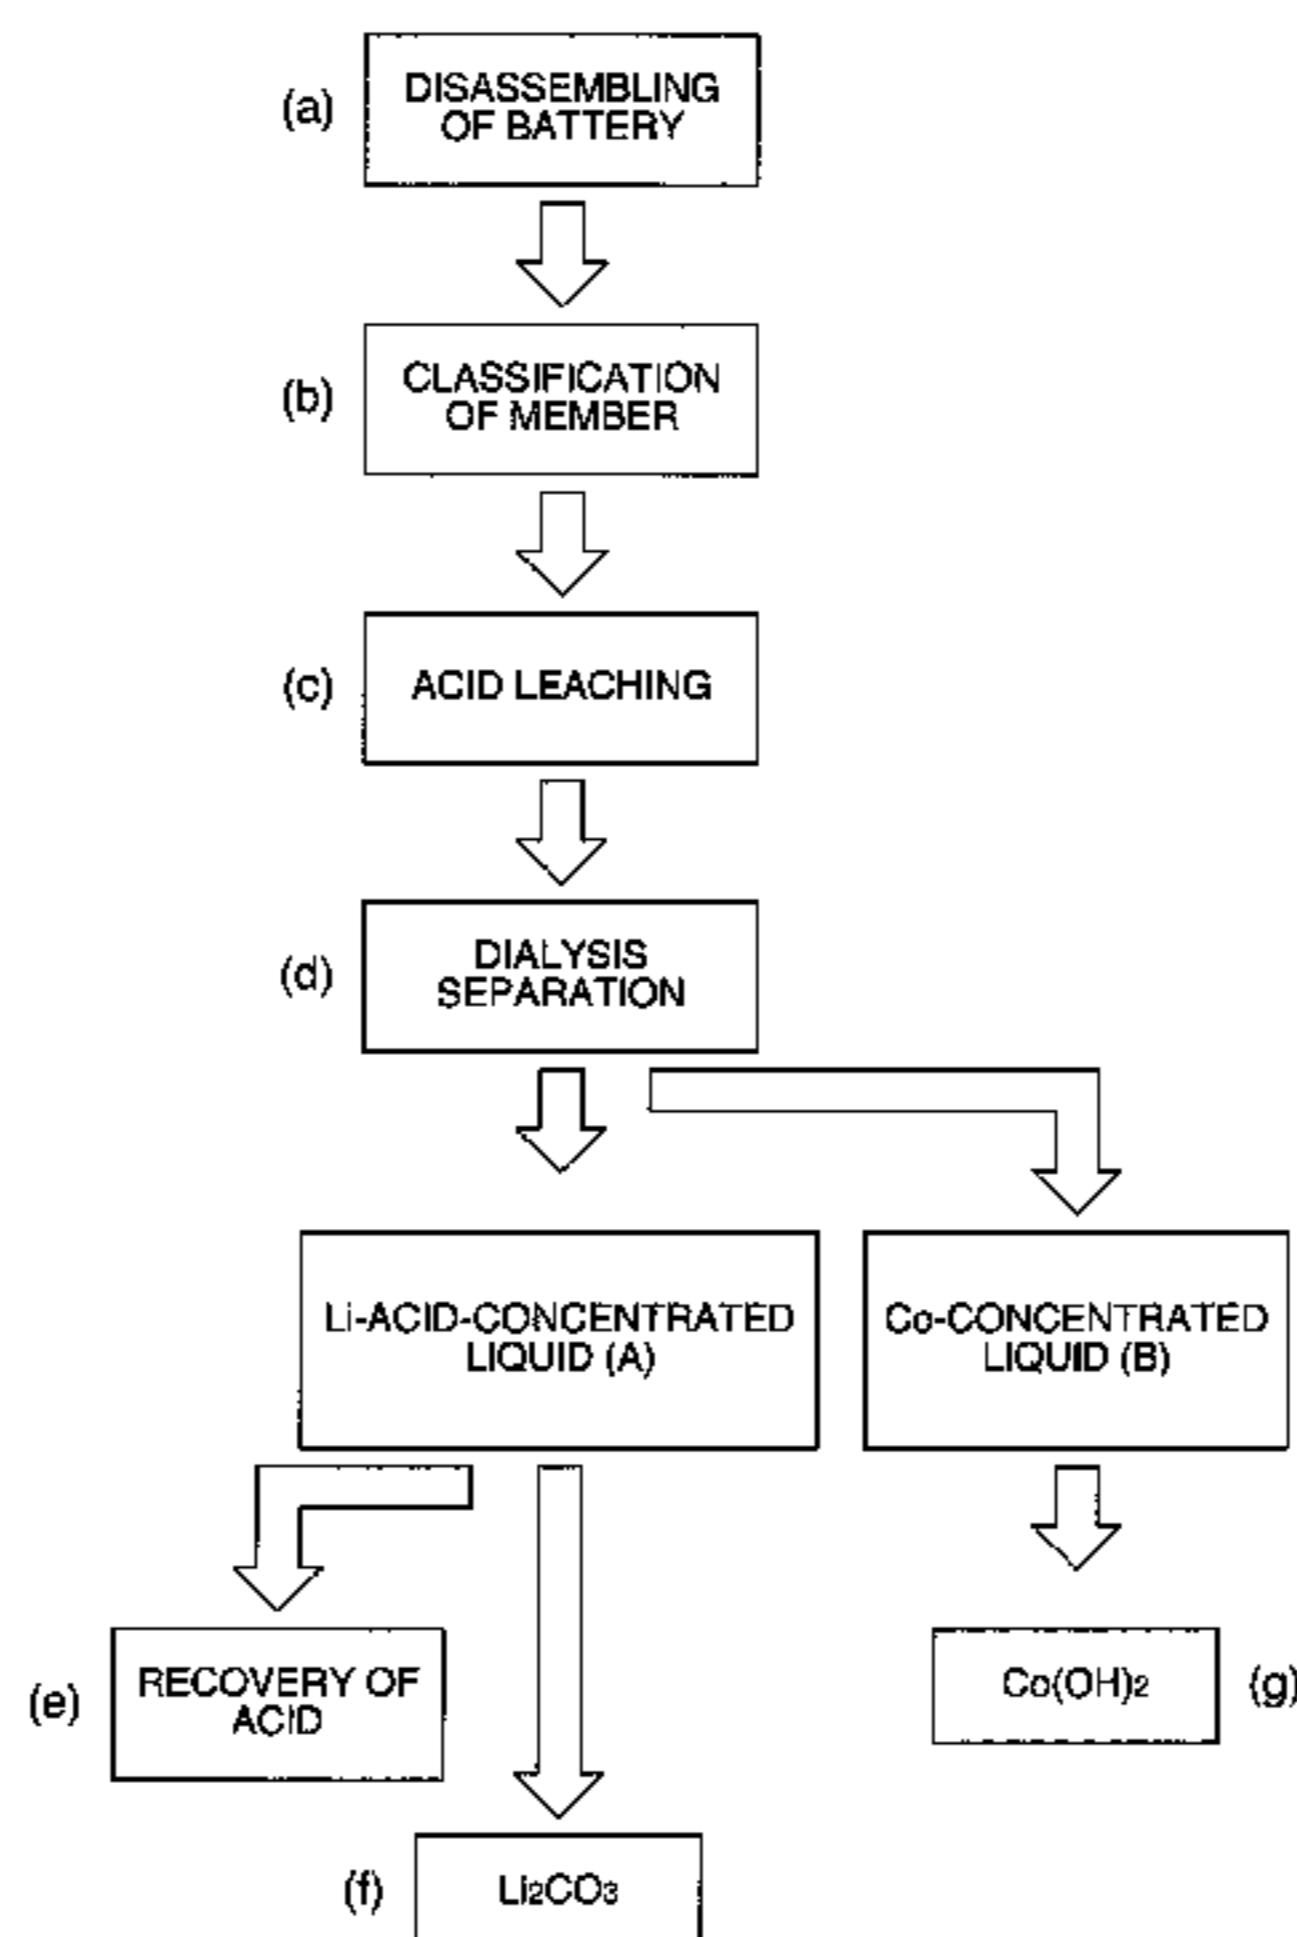 (a)
DISASSEMBLING
OF BATTERY
(b)
CLASSIFICATION
OF MEMBER
(c)
ACID LEACHING
(d)
DIALYSIS
SEPARATION
Li-ACID-CONCENTRATED
LIQUID (A)
Co-CONCENTRATED
LIQUID (B)
(e)
RECOVERY OF
ACID
Co(OH)2
(g)
(f)
Li2CO3